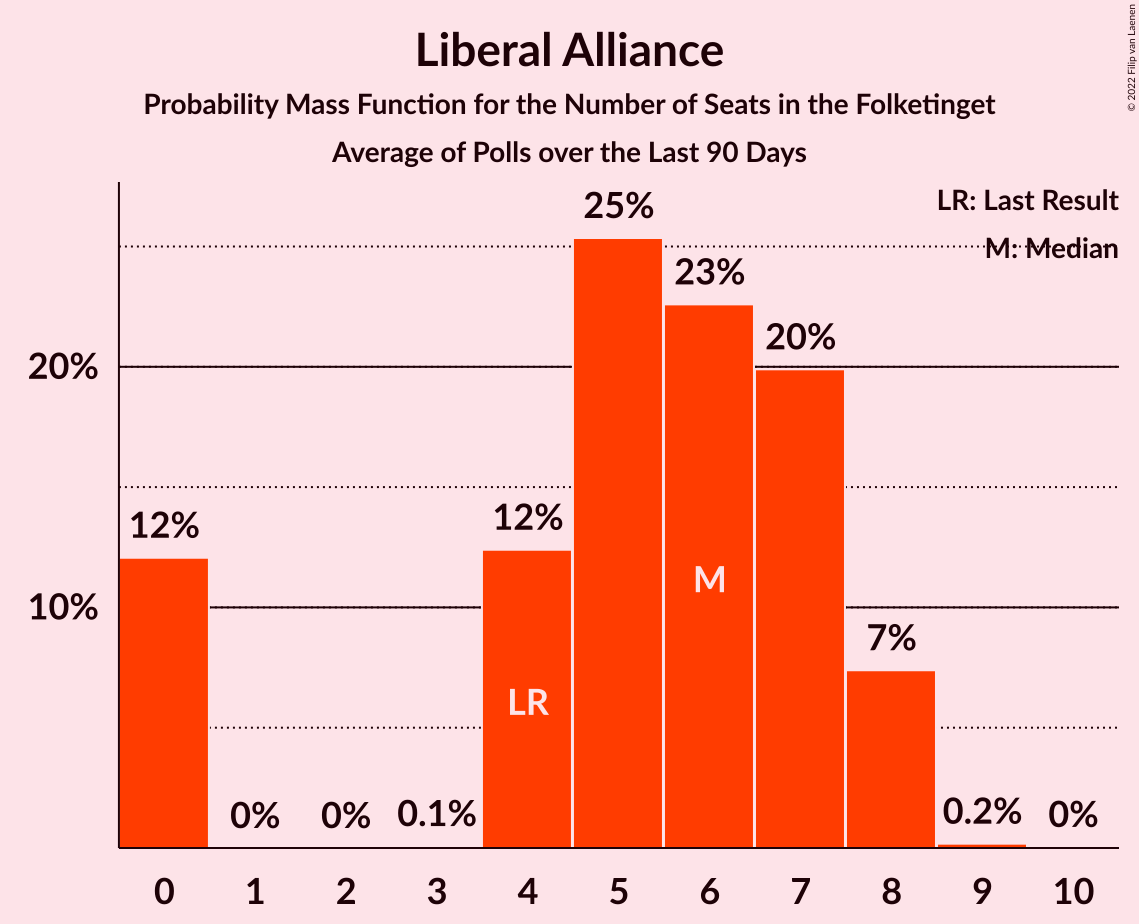 Liberal Alliance
Probability Mass Function for the Number of Seats in the Folketinget
Average of Polls over the Last 90 Days
© 2022 Filip van Laenen
LR: Last Result
M: Median
20%
10%
12%
0%
0%
0.1%
12%
25%
23%
20%
7%
0.2%
0%
LR
M
0 1 2 3 4 5 6 7 8 9 10